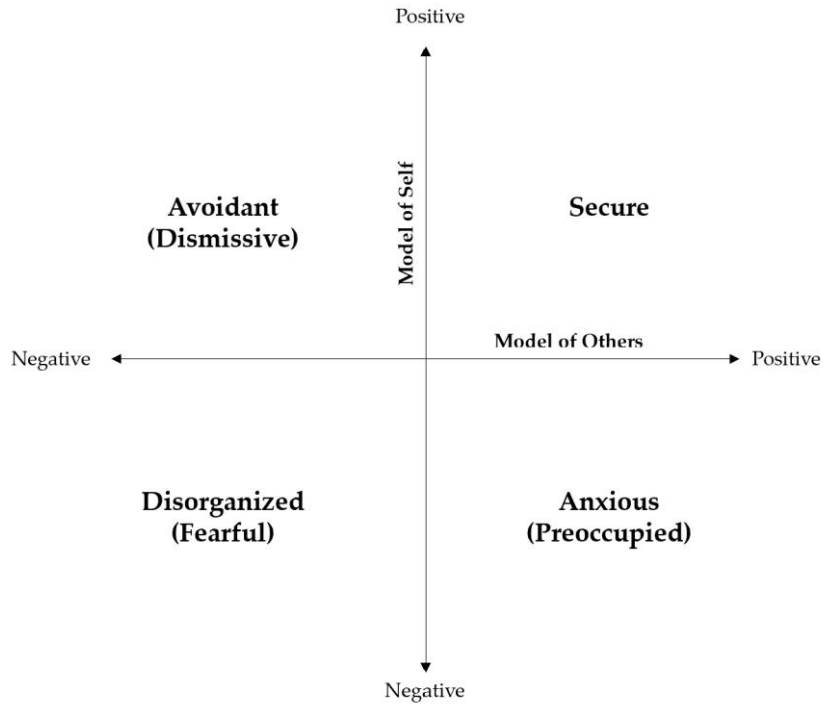 Positive
Model of Self
Avoidant
(Dismissive)
Secure
Model of Others
Negative
Positive
Disorganized
(Fearful)
Anxious
(Preoccupied)
Negative